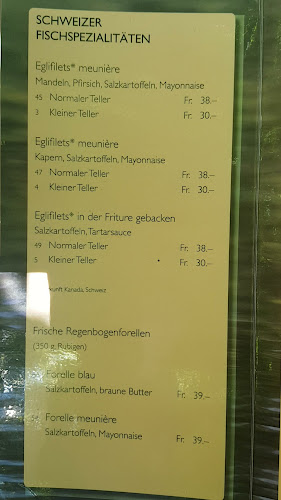 SCHWEIZER
FISCHSPEZIALITÄTEN
Eglifilets* meunière
Mandeln, Pfirsich, Salzkartoffeln, Mayonnaise
45 Normaler Teller Fr. 38.–
3 Kleiner Teller Fr. 30.–
Eglifilets* meunière
Kapern, Salzkartoffeln, Mayonnaise
47 Normaler Teller Fr. 38.–
4 Kleiner Teller Fr. 30.–
Eglifilets* in der Friture gebacken
Salzkartoffeln, Tartarsauce
49 Normaler Teller Fr. 38.–
5 Kleiner Teller Fr. 30.–
Kanada, Schweiz
Frische Regenbogenforellen
(350 g, Rubigen)
Forelle blau
Salzkartoffeln, braune Butter Fr. 39.–
Forelle meunière
Salzkartoffeln, Mayonnaise Fr. 39.–